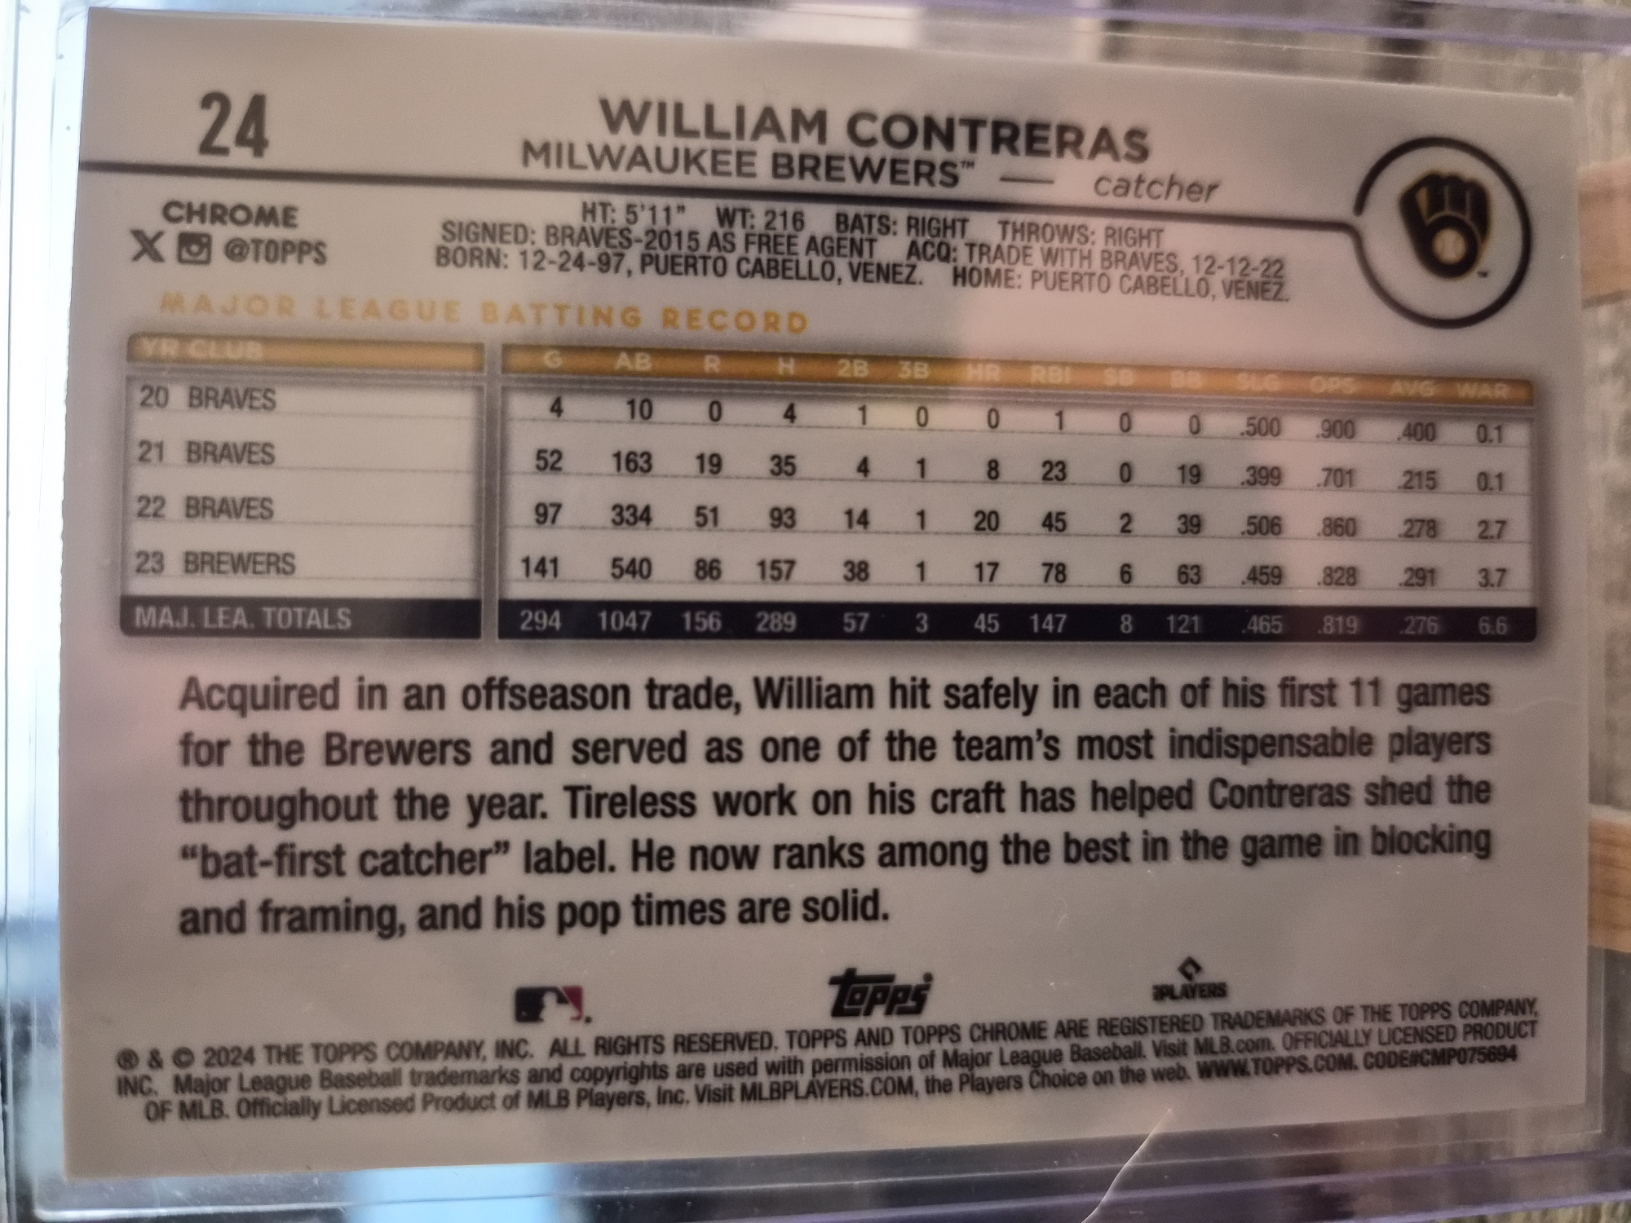 24
WILLIAM CONTRERAS
MILWAUKEE BREWERS™ — catcher
CHROME
X @TOPPS
HT: 5'11" WT: 216 BATS: RIGHT THROWS: RIGHT
SIGNED: BRAVES-2015 AS FREE AGENT ACQ: TRADE WITH BRAVES, 12-12-22
BORN: 12-24-97, PUERTO CABELLO, VENEZ. HOME: PUERTO CABELLO, VENEZ.
MAJOR LEAGUE BATTING RECORD
YR CLUB G AB R H 2B 3B HR RBI SB BB SLG OPS AVG WAR
20 BRAVES 4 10 0 4 1 0 0 1 0 0 .500 .900 .400 0.1
21 BRAVES 52 163 19 35 4 1 8 23 0 19 .399 .701 .215 0.1
22 BRAVES 97 334 51 93 14 1 20 45 2 39 .506 .860 .278 2.7
23 BREWERS 141 540 86 157 38 1 17 78 6 63 .459 .828 .291 3.7
MAJ. LEA. TOTALS 294 1047 156 289 57 3 45 147 8 121 .465 .819 .276 6.6
Acquired in an offseason trade, William hit safely in each of his first 11 games
for the Brewers and served as one of the team's most indispensable players
throughout the year. Tireless work on his craft has helped Contreras shed the
"bat-first catcher" label. He now ranks among the best in the game in blocking
and framing, and his pop times are solid.
topps
PLAYERS
® & © 2024 THE TOPPS COMPANY, INC. ALL RIGHTS RESERVED. TOPPS AND TOPPS CHROME ARE REGISTERED TRADEMARKS OF THE TOPPS COMPANY,
INC. Major League Baseball trademarks and copyrights are used with permission of Major League Baseball. Visit MLB.com. OFFICIALLY LICENSED PRODUCT
OF MLB. Officially Licensed Product of MLB Players, Inc. Visit MLBPLAYERS.COM, the Players Choice on the web. WWW.TOPPS.COM. CODE#CMP075694